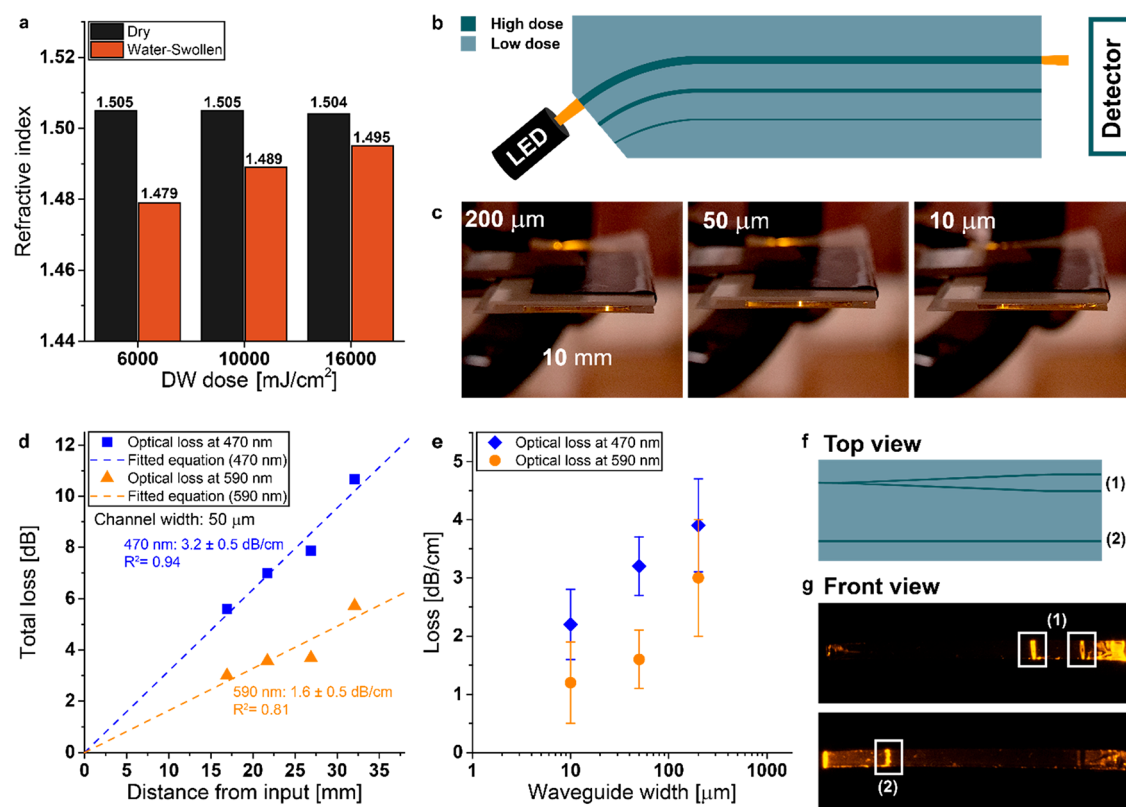 a
Dry
Water-Swollen
1.52
1.50
1.48
1.46
1.44
Refractive index
1.505
1.479
1.505
1.489
1.504
1.495
6000
10000
16000
DW dose [mJ/cm²]
b
High dose
Low dose
LED
Detector
c
200 μm
10 mm
50 μm
10 μm
d
Optical loss at 470 nm
Fitted equation (470 nm)
Optical loss at 590 nm
Fitted equation (590 nm)
Channel width: 50 μm
470 nm: 3.2 ± 0.5 dB/cm
R²= 0.94
590 nm: 1.6 ± 0.5 dB/cm
R²= 0.81
12
10
8
6
4
2
0
Total loss [dB]
0
5
10
15
20
25
30
35
Distance from input [mm]
e
Optical loss at 470 nm
Optical loss at 590 nm
5
4
3
2
1
0
Loss [dB/cm]
1
10
100
1000
Waveguide width [μm]
f
Top view
(1)
(2)
g
Front view
(1)
(2)